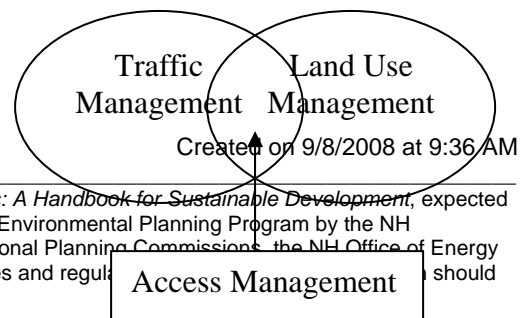 Traffic Land Use
Management Management
Created on 9/8/2008 at 9:36 AM
: A Handbook for Sustainable Development, expected
Environmental Planning Program by the NH
onal Planning Commissions, the NH Office of Energy
es and regula should
Access Management